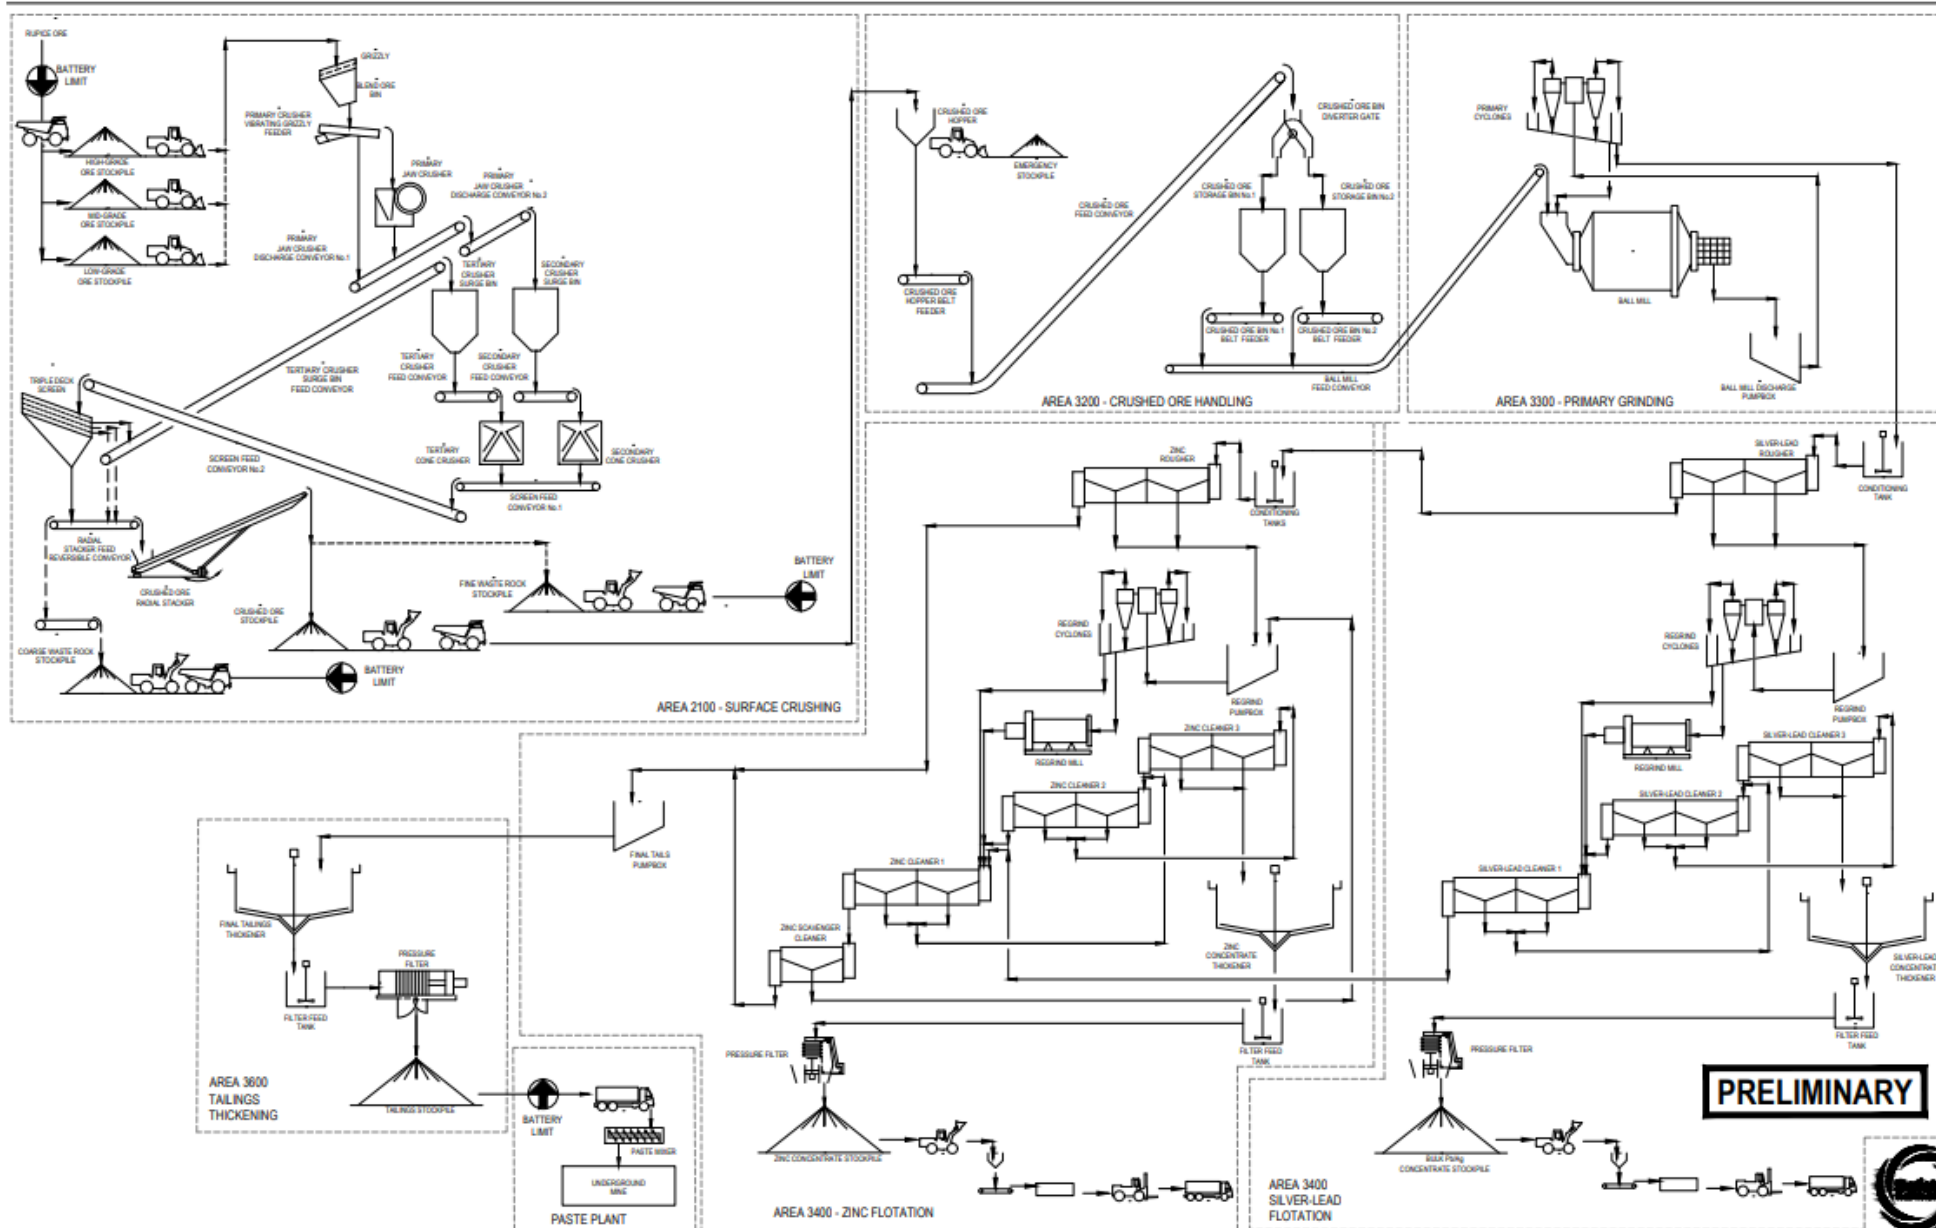 RUPICE ORE
BATTERY
LIMIT
HIGH-GRADE
ORE STOCKPILE
MID-GRADE
ORE STOCKPILE
LOW-GRADE
ORE STOCKPILE
GRIZZLY
BLEND ORE
BIN
PRIMARY CRUSHER
VIBRATING GRIZZLY
FEEDER
PRIMARY
JAW CRUSHER
PRIMARY
JAW CRUSHER
DISCHARGE CONVEYOR No.2
PRIMARY
JAW CRUSHER
DISCHARGE CONVEYOR No.1
TERTIARY
CRUSHER
SURGE BIN
SECONDARY
CRUSHER
SURGE BIN
TERTIARY
CRUSHER
FEED CONVEYOR
SECONDARY
CRUSHER
FEED CONVEYOR
TERTIARY CRUSHER
SURGE BIN
FEED CONVEYOR
TRIPLE DECK
SCREEN
SCREEN FEED
CONVEYOR No.2
TERTIARY
CONE CRUSHER
SECONDARY
CONE CRUSHER
SCREEN FEED
CONVEYOR No.1
RADIAL
STACKER FEED
REVERSIBLE CONVEYOR
CRUSHED ORE
RADIAL STACKER
CRUSHED ORE
STOCKPILE
FINE WASTE ROCK
STOCKPILE
BATTERY
LIMIT
COARSE WASTE ROCK
STOCKPILE
BATTERY
LIMIT
AREA 2100 - SURFACE CRUSHING
CRUSHED ORE
HOPPER
EMERGENCY
STOCKPILE
CRUSHED ORE
HOPPER BELT
FEEDER
CRUSHED ORE
FEED CONVEYOR
CRUSHED ORE BIN
DIVERTER GATE
CRUSHED ORE
STORAGE BIN No.1
CRUSHED ORE
STORAGE BIN No.2
CRUSHED ORE BIN No.1
BELT FEEDER
CRUSHED ORE BIN No.2
BELT FEEDER
BALL MILL
FEED CONVEYOR
AREA 3200 - CRUSHED ORE HANDLING
PRIMARY
CYCLONES
BALL MILL
BALL MILL DISCHARGE
PUMPBOX
AREA 3300 - PRIMARY GRINDING
ZINC
ROUGHER
CONDITIONING
TANKS
REGRIND
CYCLONES
REGRIND
PUMPBOX
REGRIND MILL
ZINC CLEANER 3
ZINC CLEANER 2
ZINC CLEANER 1
ZINC SCAVENGER
CLEANER
ZINC
CONCENTRATE
THICKENER
FILTER FEED
TANK
PRESSURE FILTER
ZINC CONCENTRATE STOCKPILE
AREA 3400 - ZINC FLOTATION
SILVER-LEAD
ROUGHER
CONDITIONING
TANK
REGRIND
CYCLONES
REGRIND
PUMPBOX
REGRIND MILL
SILVER-LEAD CLEANER 3
SILVER-LEAD CLEANER 2
SILVER-LEAD CLEANER 1
SILVER-LEAD
CONCENTRATE
THICKENER
FILTER FEED
TANK
PRESSURE FILTER
BULK Pb/Ag
CONCENTRATE STOCKPILE
AREA 3400
SILVER-LEAD
FLOTATION
PRELIMINARY
FINAL TAILS
PUMPBOX
FINAL TAILINGS
THICKENER
FILTER FEED
TANK
PRESSURE
FILTER
TAILINGS STOCKPILE
AREA 3600
TAILINGS
THICKENING
BATTERY
LIMIT
PASTE MIXER
UNDERGROUND
MINE
PASTE PLANT